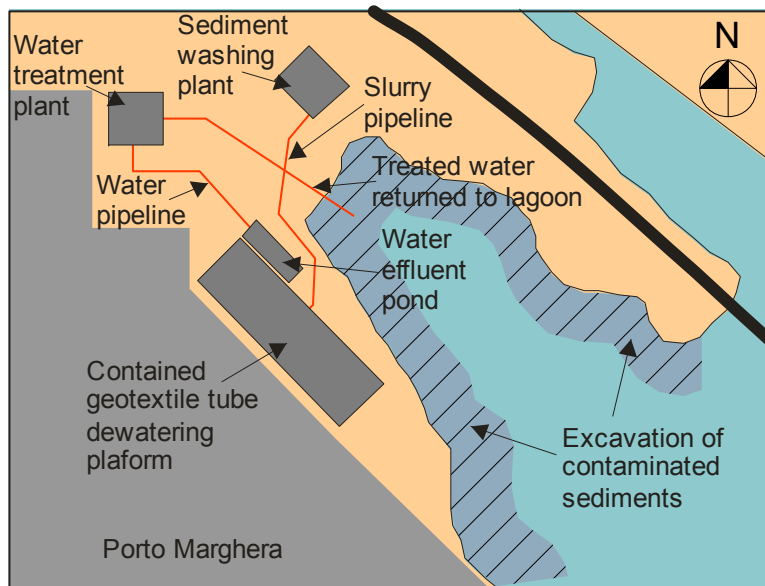 Water
treatment
plant
Sediment
washing
plant
Slurry
pipeline
N
Treated water
returned to lagoon
Water
pipeline
Water
effluent
pond
Contained
geotextile tube
dewatering
plaform
Excavation of
contaminated
sediments
Porto Marghera